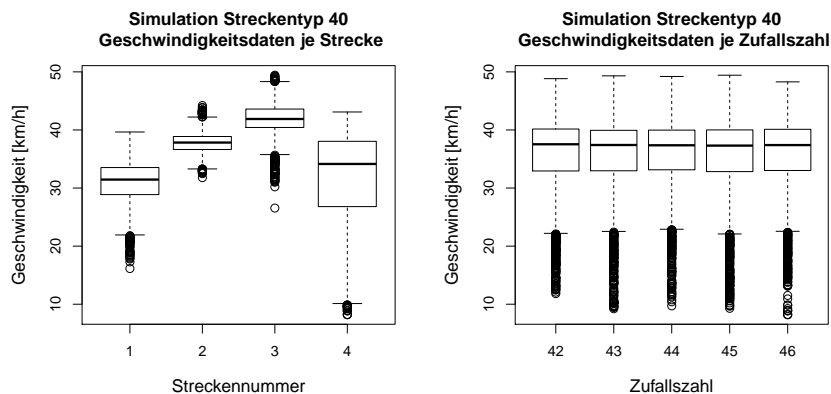 Simulation Streckentyp 40
Geschwindigkeitsdaten je Strecke
Geschwindigkeit [km/h]
50
40
30
20
10
1 2 3 4
Streckennummer
Simulation Streckentyp 40
Geschwindigkeitsdaten je Zufallszahl
Geschwindigkeit [km/h]
50
40
30
20
10
42 43 44 45 46
Zufallszahl